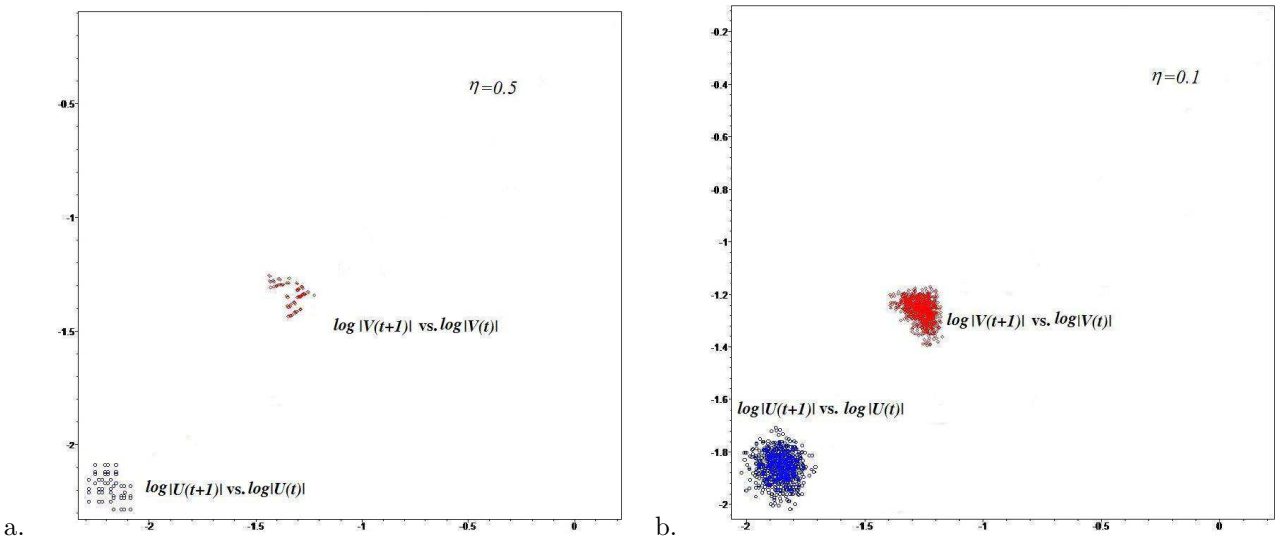 η=0.5
-0.5
-1
-1.5
-2
log |V(t+1)| vs. log|V(t)|
log |U(t+1)| vs. log|U(t)|
-2 -1.5 -1 -0.5 0
a.
η=0.1
-0.2
-0.4
-0.6
-0.8
-1
-1.2
-1.4
-1.6
-1.8
-2
log |V(t+1)| vs. log|V(t)|
log |U(t+1)| vs. log|U(t)|
-2 -1.5 -1 -0.5 0
b.